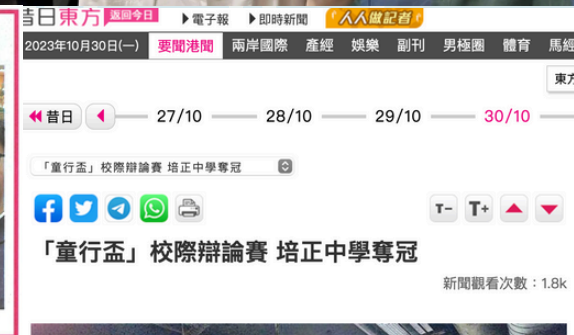 昔日東方 返回今日 ▶電子報 ▶即時新聞 人人做記者
2023年10月30日(一) 要聞港聞 兩岸國際 產經 娛樂 副刊 男極圈 體育 馬經
東方
昔日 27/10 28/10 29/10 30/10
「童行盃」校際辯論賽 培正中學奪冠
T- T+
「童行盃」校際辯論賽 培正中學奪冠
新聞觀看次數：1.8k